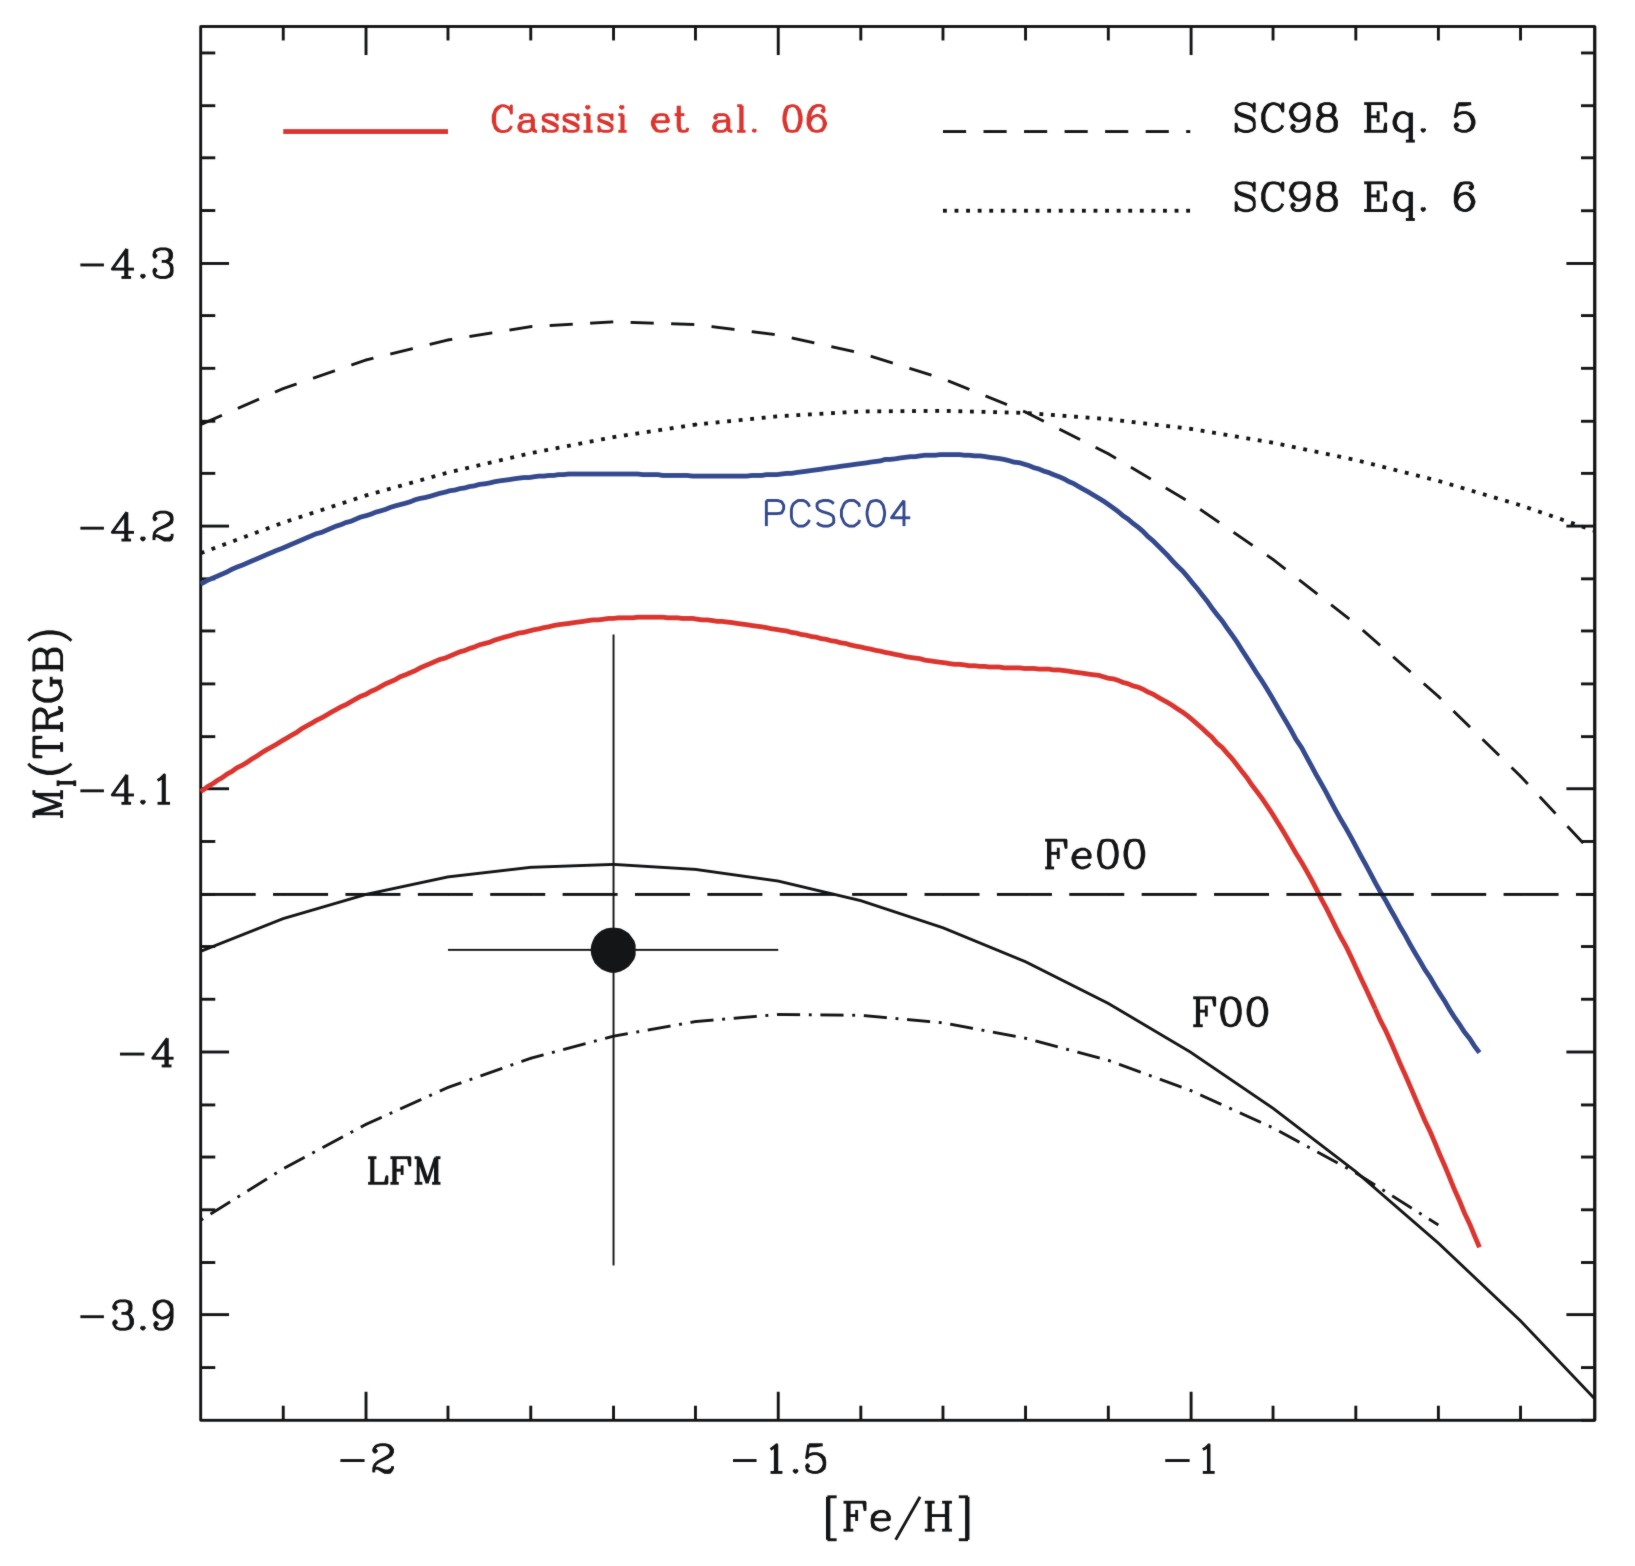 Cassisi et al. 06
SC98 Eq. 5
SC98 Eq. 6
−4.3
PCSC04
−4.2
M_I(TRGB)
−4.1
Fe00
F00
−4
LFM
−3.9
−2
−1.5
−1
[Fe/H]